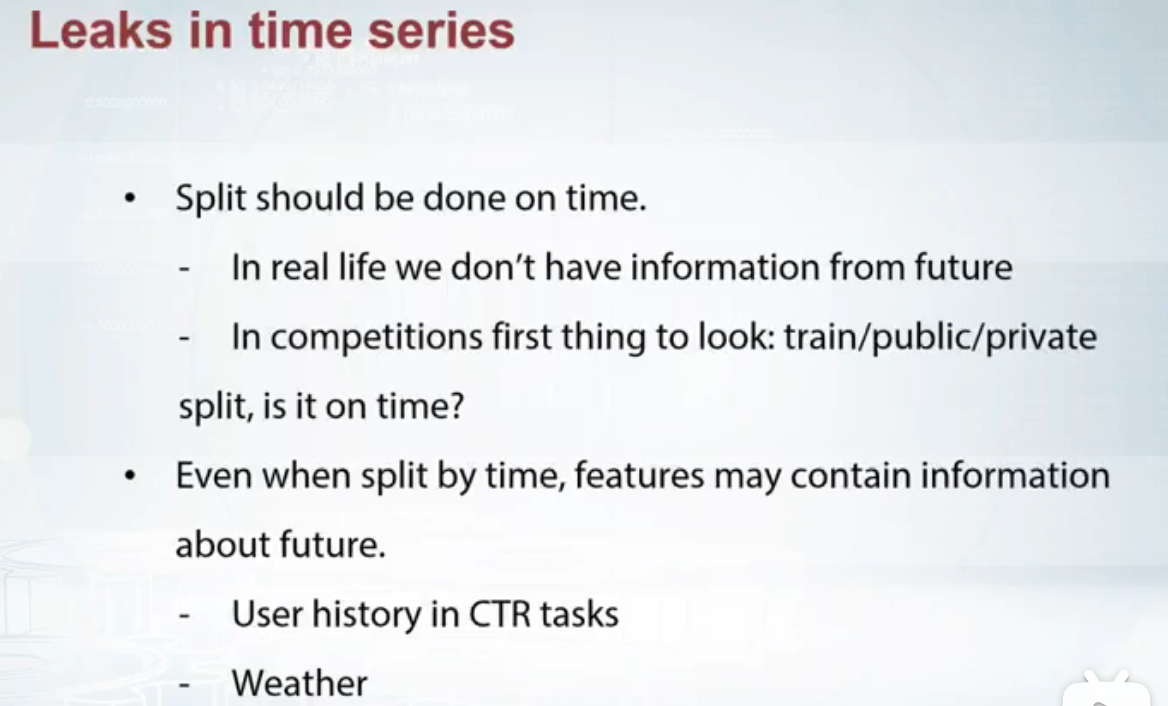 Leaks in time series
• Split should be done on time.
- In real life we don't have information from future
- In competitions first thing to look: train/public/private
split, is it on time?
• Even when split by time, features may contain information
about future.
- User history in CTR tasks
- Weather